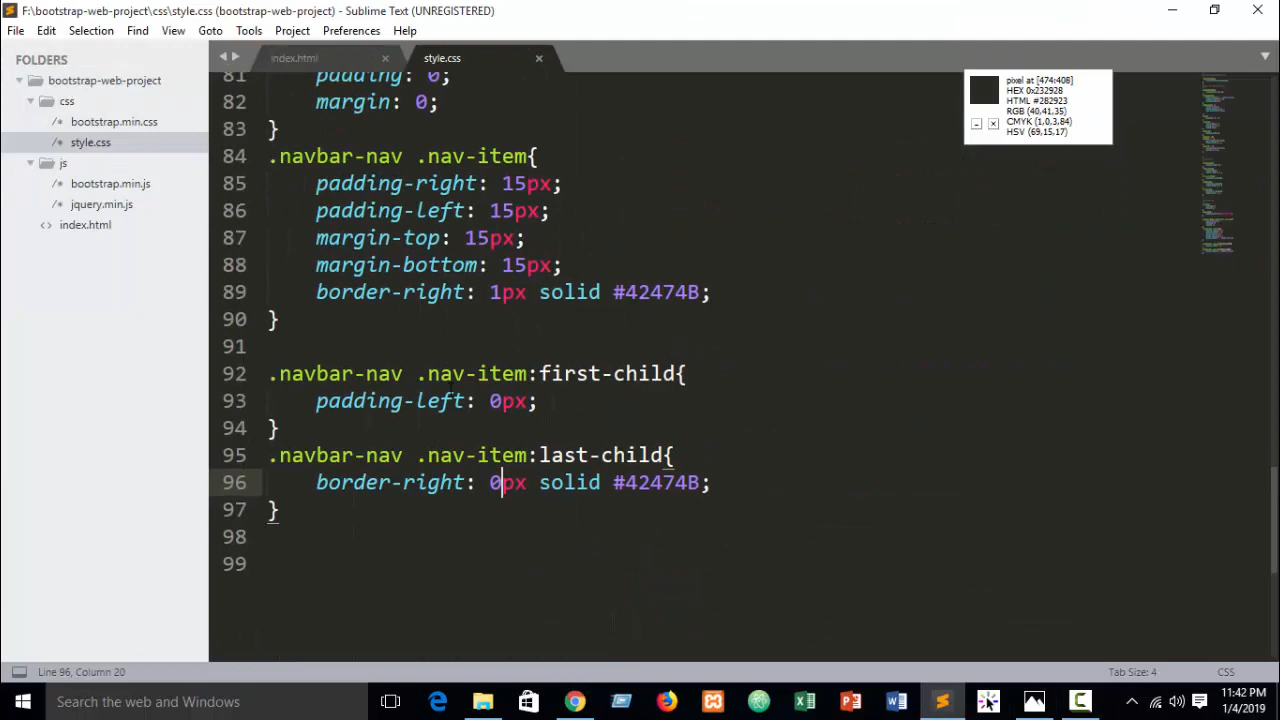 F:\bootstrap-web-project\css\style.css (bootstrap-web-project) - Sublime Text (UNREGISTERED)
File Edit Selection Find View Goto Tools Project Preferences Help
FOLDERS
bootstrap-web-project
css
/* bootstrap.min.css
/* style.css
js
/* bootstrap.min.js
/* jquery.min.js
<> index.html
index.html
style.css
81 padding: 0;
82 margin: 0;
83 }
84 .navbar-nav .nav-item{
85 padding-right: 15px;
86 padding-left: 15px;
87 margin-top: 15px;
88 margin-bottom: 15px;
89 border-right: 1px solid #42474B;
90 }
91
92 .navbar-nav .nav-item:first-child{
93 padding-left: 0px;
94 }
95 .navbar-nav .nav-item:last-child{
96 border-right: 0px solid #42474B;
97 }
98
99
pixel at [474:408]
HEX 0x232928
HTML #282923
RGB (40,41,35)
CMYK (1,0,3,84)
HSV (69,15,17)
Line 96, Column 20
Tab Size: 4
CSS
Search the web and Windows
11:42 PM
1/4/2019